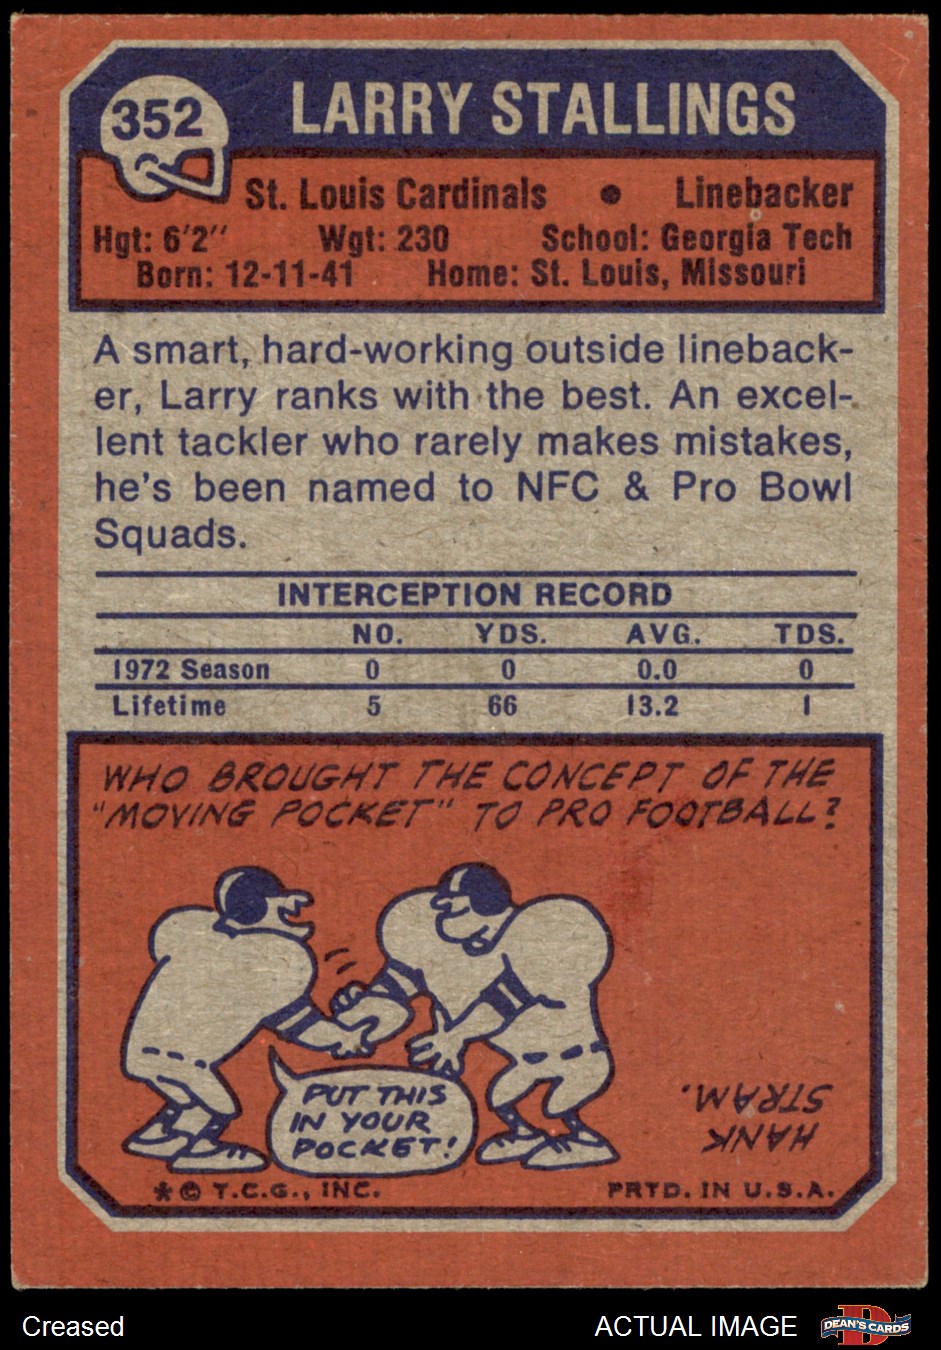 352
LARRY STALLINGS
St. Louis Cardinals • Linebacker
Hgt: 6'2" Wgt: 230 School: Georgia Tech
Born: 12-11-41 Home: St. Louis, Missouri
A smart, hard-working outside lineback-
er, Larry ranks with the best. An excel-
lent tackler who rarely makes mistakes,
he's been named to NFC & Pro Bowl
Squads.
INTERCEPTION RECORD
NO. YDS. AVG. TDS.
1972 Season 0 0 0.0 0
Lifetime 5 66 13.2 1
WHO BROUGHT THE CONCEPT OF THE
"MOVING POCKET" TO PRO FOOTBALL?
PUT THIS
IN YOUR
POCKET!
HANK
STRAM.
*© T.C.G., INC. PRTD. IN U.S.A.
Creased
ACTUAL IMAGE
D
DEAN'S CARDS